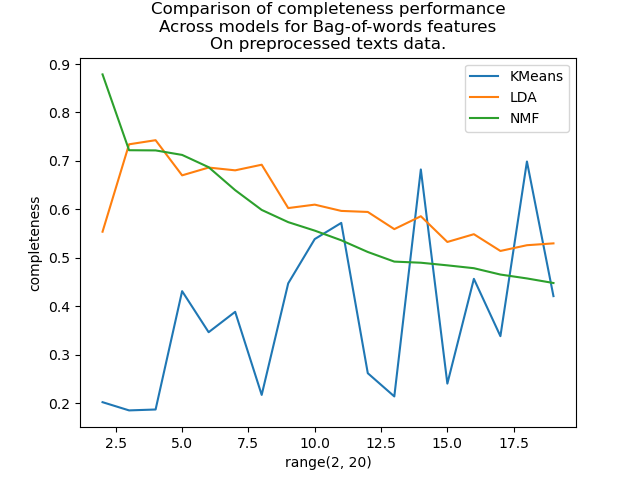 Comparison of completeness performance
Across models for Bag-of-words features
On preprocessed texts data.
KMeans
LDA
NMF
completeness
0.9
0.8
0.7
0.6
0.5
0.4
0.3
0.2
2.5 5.0 7.5 10.0 12.5 15.0 17.5
range(2, 20)